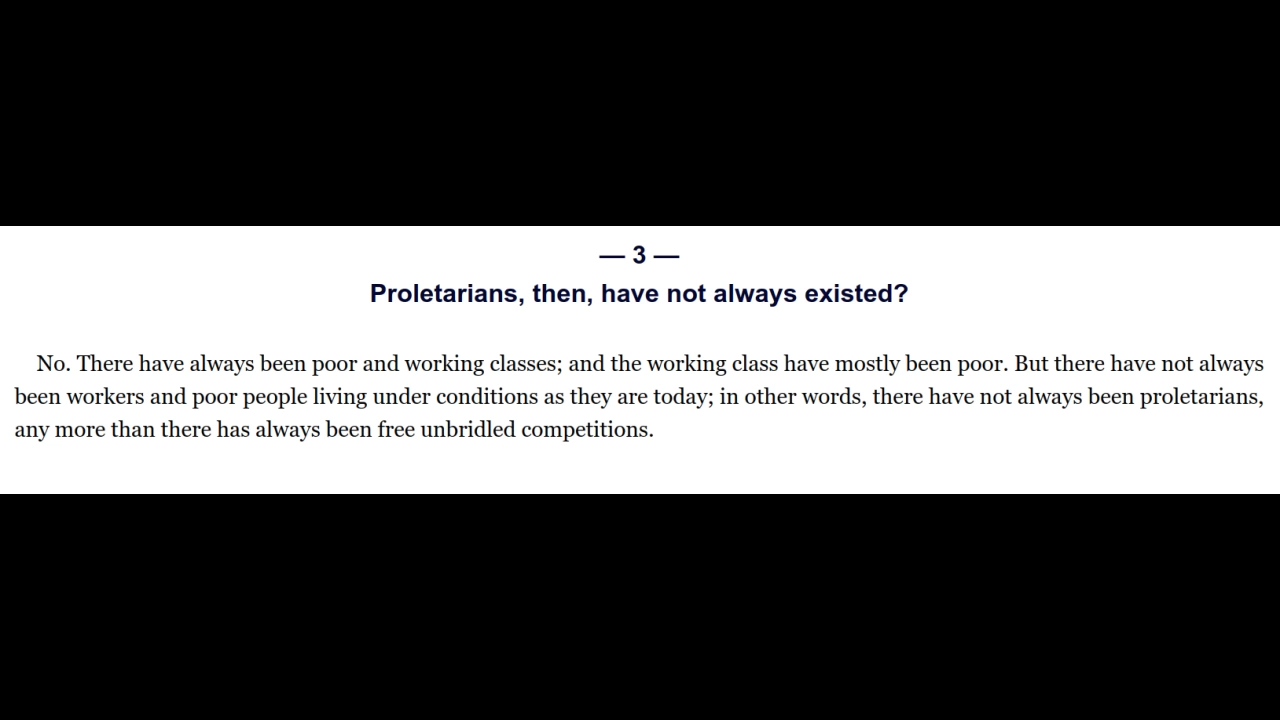 — 3 —
Proletarians, then, have not always existed?
No. There have always been poor and working classes; and the working class have mostly been poor. But there have not always
been workers and poor people living under conditions as they are today; in other words, there have not always been proletarians,
any more than there has always been free unbridled competitions.